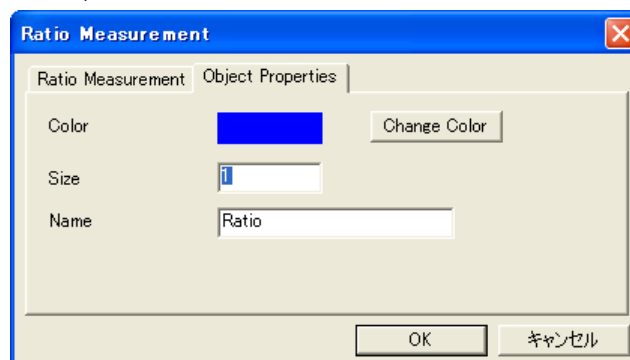 Ratio Measurement
Ratio Measurement Object Properties
Color Change Color
Size 1
Name Ratio
OK キャンセル